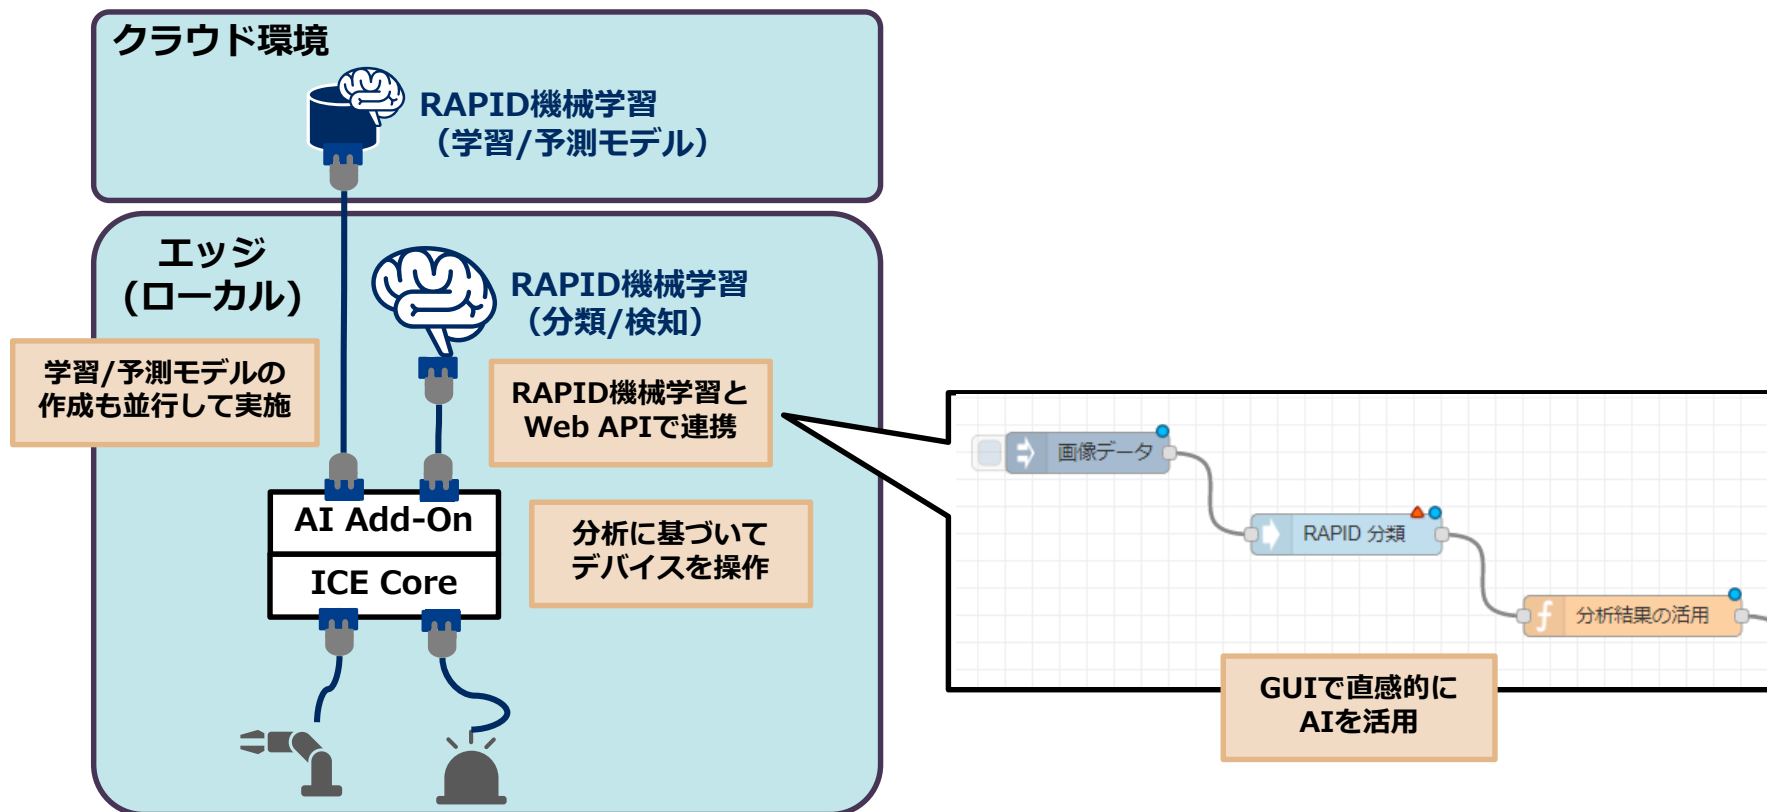 クラウド環境
RAPID機械学習
（学習/予測モデル）
エッジ
(ローカル)
RAPID機械学習
（分類/検知）
学習/予測モデルの
作成も並行して実施
RAPID機械学習と
Web APIで連携
AI Add-On
ICE Core
分析に基づいて
デバイスを操作
画像データ
RAPID 分類
分析結果の活用
GUIで直感的に
AIを活用